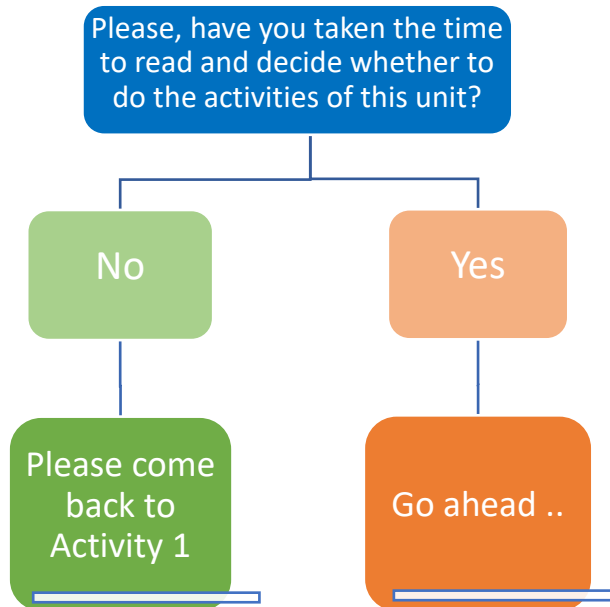 Please, have you taken the time
to read and decide whether to
do the activities of this unit?
No
Yes
Please come
back to
Activity 1
Go ahead ..